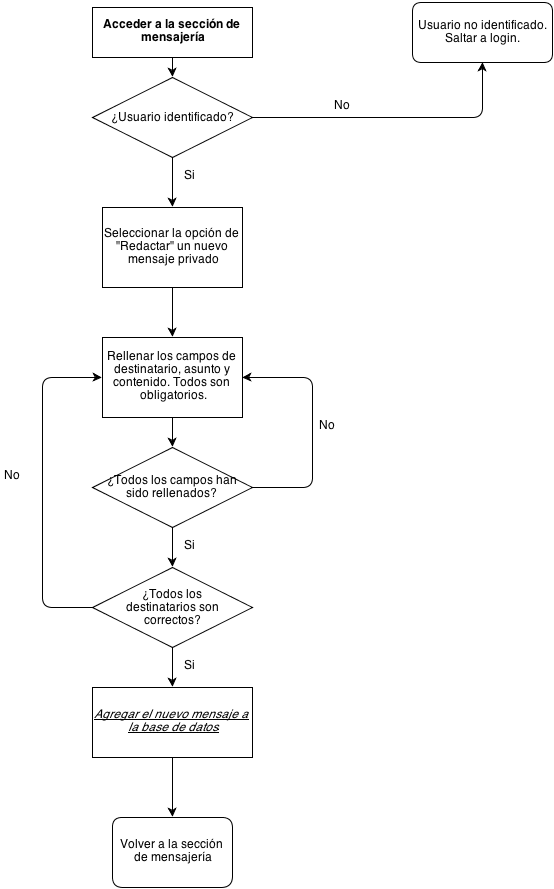 Acceder a la sección de
mensajería
Usuario no identificado.
Saltar a login.
¿Usuario identificado?
No
Si
Seleccionar la opción de
"Redactar" un nuevo
mensaje privado
Rellenar los campos de
destinatario, asunto y
contenido. Todos son
obligatorios.
No
No
¿Todos los campos han
sido rellenados?
Si
¿Todos los
destinatarios son
correctos?
Si
Agregar el nuevo mensaje a
la base de datos
Volver a la sección
de mensajería